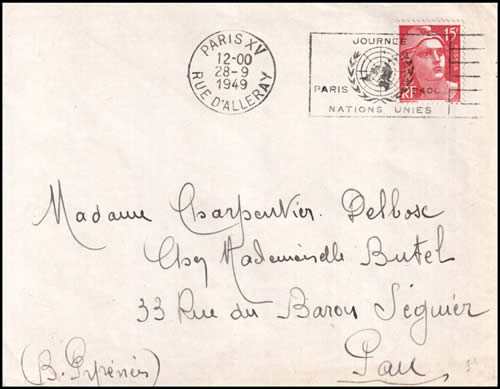 PARIS XV
12-00
28-9
1949
RUE D'ALLERAY
JOURNEE
PARIS
NATIONS UNIES
15F
RF
Madame Charpentier Delbosc
Chez Mademoiselle Butel
33 Rue du Baron Séguier
Pau
(B. Pyrénées)